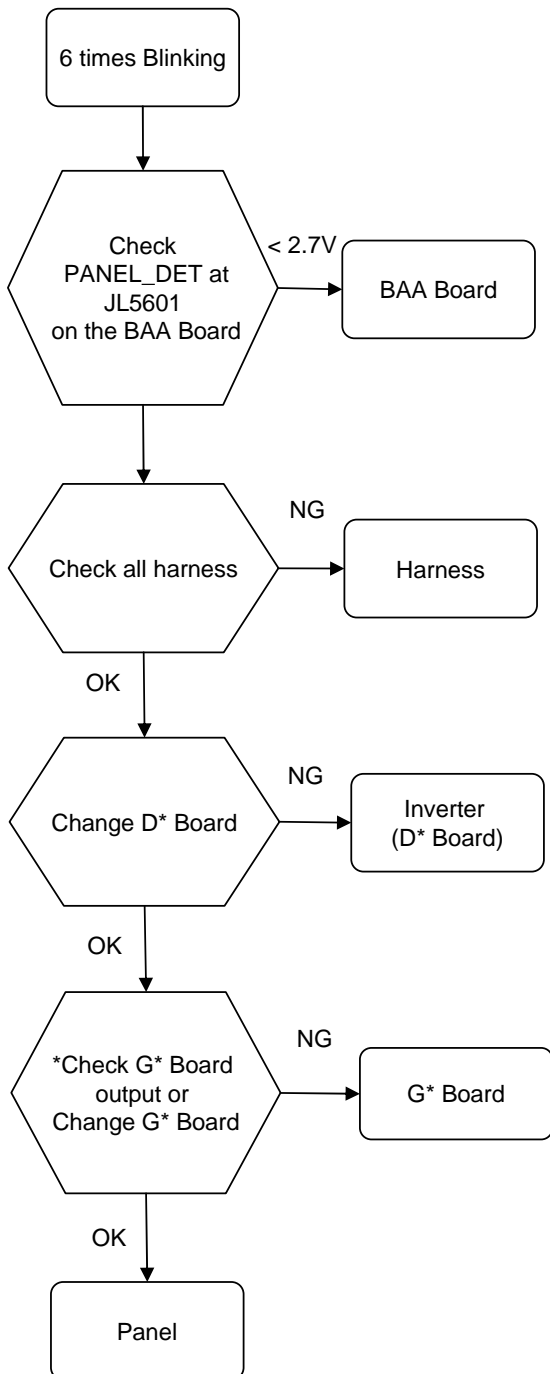 6 times Blinking
Check
PANEL_DET at
JL5601
on the BAA Board
< 2.7V
BAA Board
Check all harness
NG
Harness
OK
Change D* Board
NG
Inverter
(D* Board)
OK
*Check G* Board
output or
Change G* Board
NG
G* Board
OK
Panel